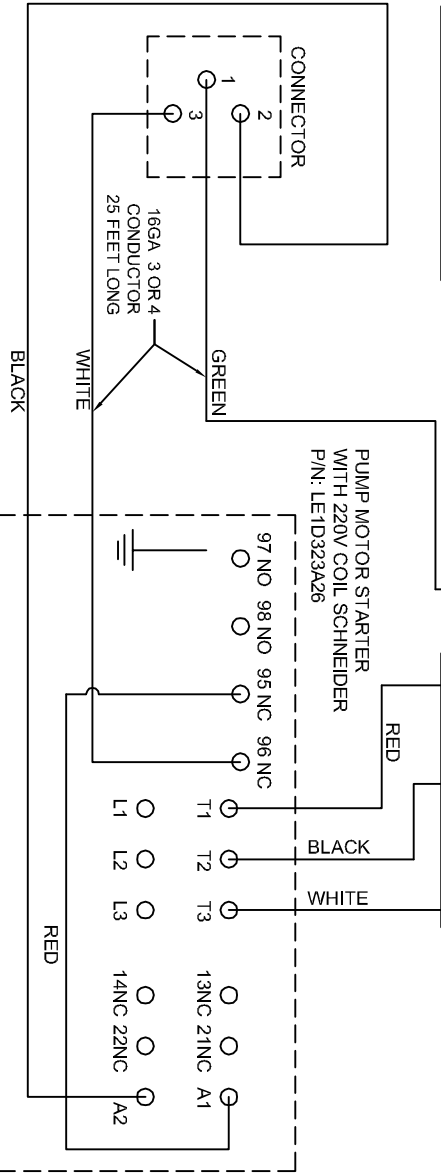 CONNECTOR
1
2
3
16GA 3 OR 4
CONDUCTOR
25 FEET LONG
GREEN
WHITE
BLACK
PUMP MOTOR STARTER
WITH 220V COIL SCHNEIDER
P/N: LE1D323A26
RED
BLACK
WHITE
97 NO 98 NO 95 NC 96 NC
T1 T2 T3 13NC 21NC A1
L1 L2 L3 14NC 22NC A2
RED